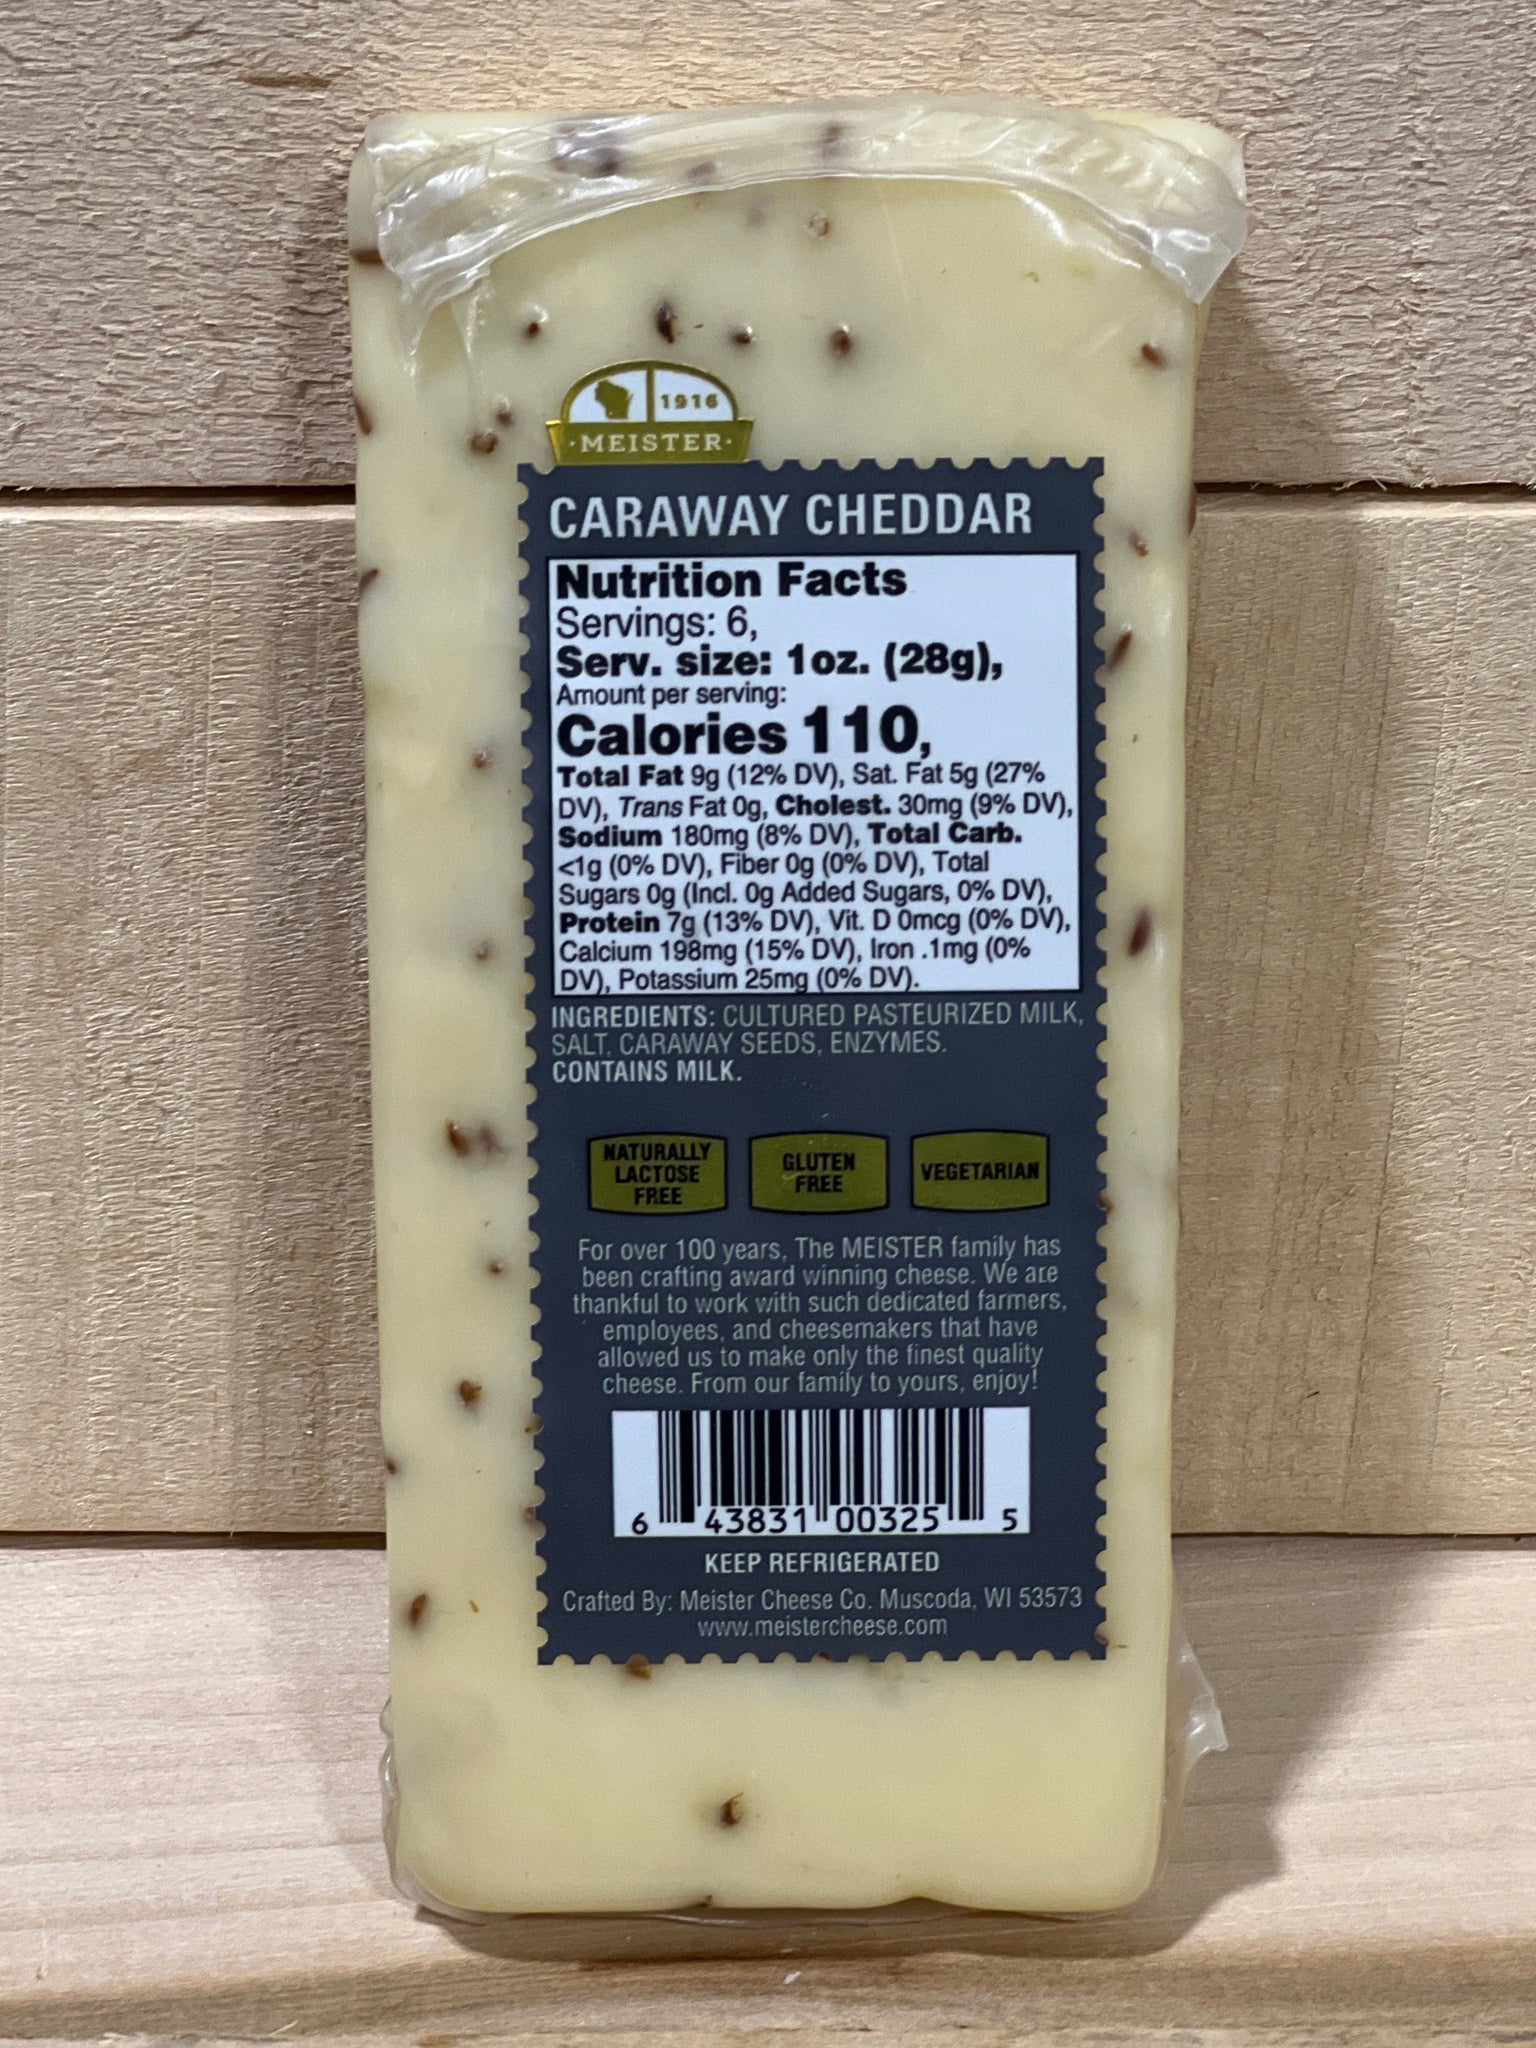 1916
·MEISTER·
CARAWAY CHEDDAR
Nutrition Facts
Servings: 6,
Serv. size: 1oz. (28g),
Amount per serving:
Calories 110,
Total Fat 9g (12% DV), Sat. Fat 5g (27%
DV), Trans Fat 0g, Cholest. 30mg (9% DV),
Sodium 180mg (8% DV), Total Carb.
<1g (0% DV), Fiber 0g (0% DV), Total
Sugars 0g (Incl. 0g Added Sugars, 0% DV),
Protein 7g (13% DV), Vit. D 0mcg (0% DV),
Calcium 198mg (15% DV), Iron .1mg (0%
DV), Potassium 25mg (0% DV).
INGREDIENTS: CULTURED PASTEURIZED MILK,
SALT, CARAWAY SEEDS, ENZYMES.
CONTAINS MILK.
NATURALLY
LACTOSE
FREE
GLUTEN
FREE
VEGETARIAN
For over 100 years, The MEISTER family has
been crafting award winning cheese. We are
thankful to work with such dedicated farmers,
employees, and cheesemakers that have
allowed us to make only the finest quality
cheese. From our family to yours, enjoy!
6 43831 00325 5
KEEP REFRIGERATED
Crafted By: Meister Cheese Co. Muscoda, WI 53573
www.meistercheese.com